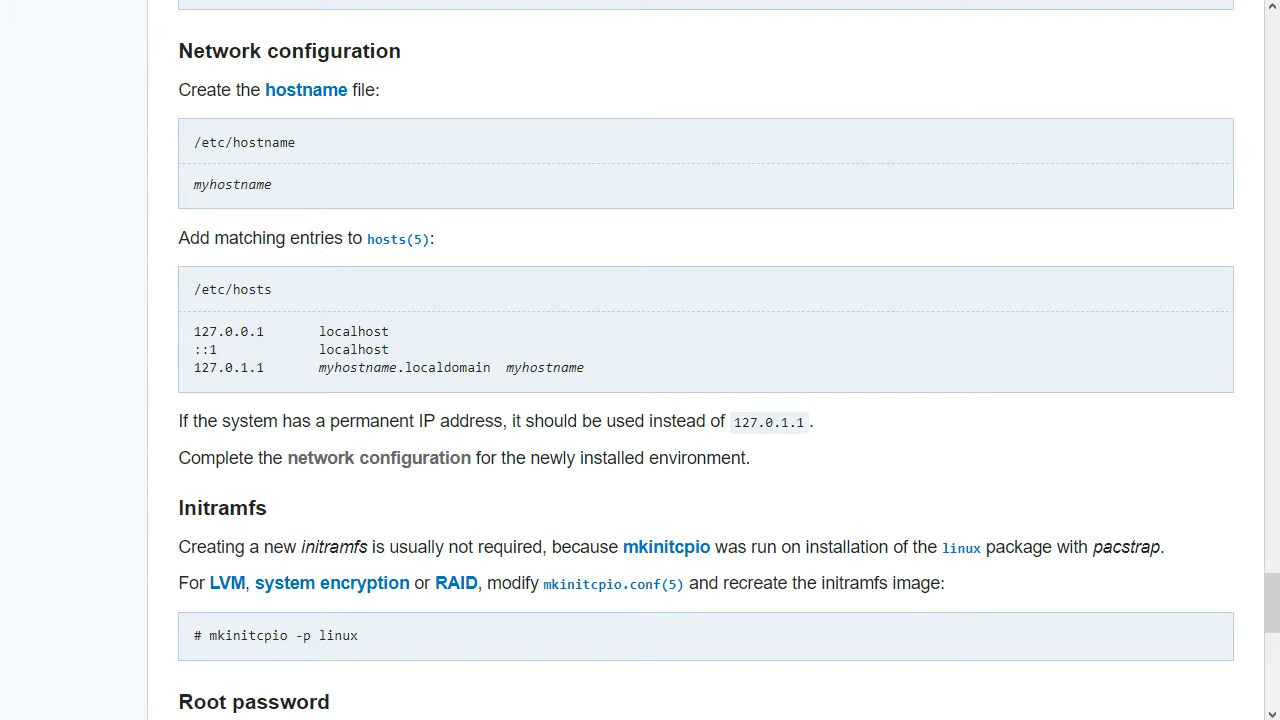 Network configuration
Create the hostname file:
/etc/hostname
myhostname
Add matching entries to hosts(5):
/etc/hosts
127.0.0.1 localhost
::1 localhost
127.0.1.1 myhostname.localdomain myhostname
If the system has a permanent IP address, it should be used instead of 127.0.1.1.
Complete the network configuration for the newly installed environment.
Initramfs
Creating a new initramfs is usually not required, because mkinitcpio was run on installation of the linux package with pacstrap.
For LVM, system encryption or RAID, modify mkinitcpio.conf(5) and recreate the initramfs image:
# mkinitcpio -p linux
Root password